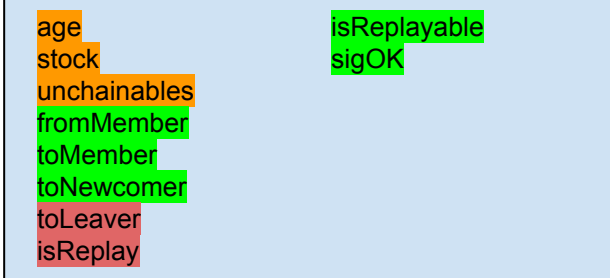 age
stock
unchainables
fromMember
toMember
toNewcomer
toLeaver
isReplay
isReplayable
sigOK